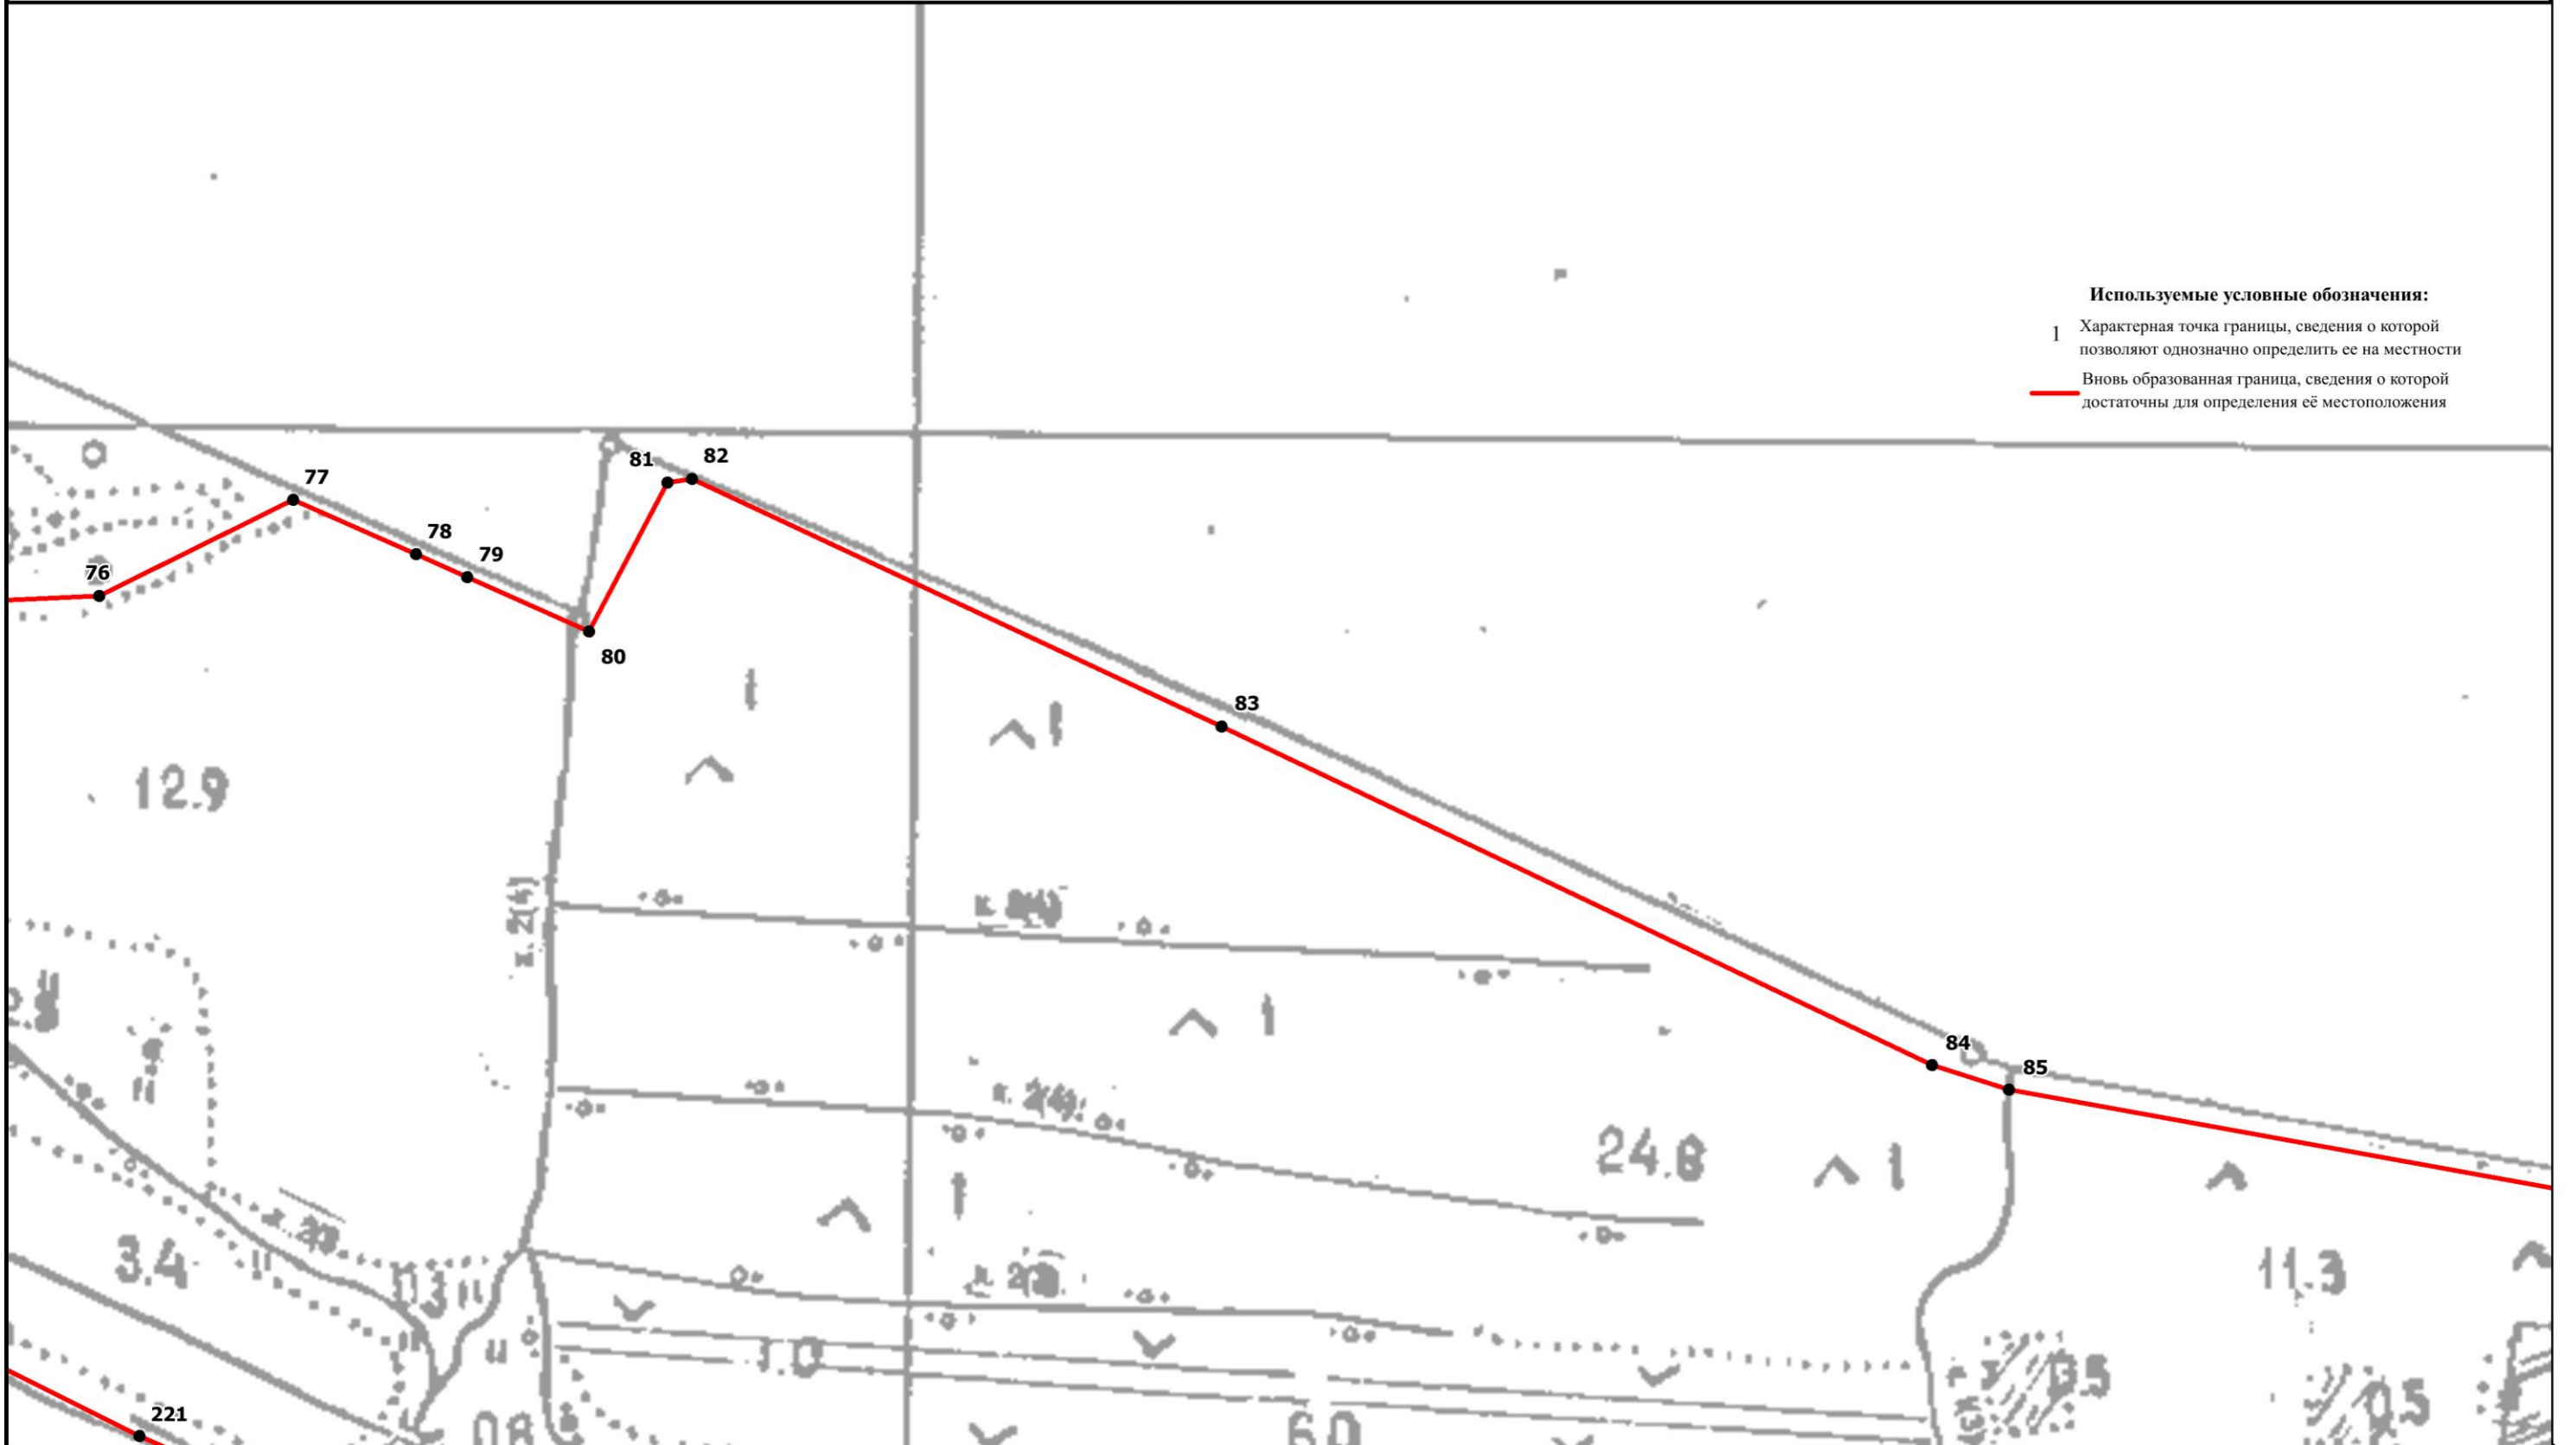 Используемые условные обозначения:
1 Характерная точка границы, сведения о которой
позволяют однозначно определить ее на местности
Вновь образованная граница, сведения о которой
достаточны для определения её местоположения
81 82
77
78
79
76
80
83
12.9
84
85
24.8
3.4
11.3
221